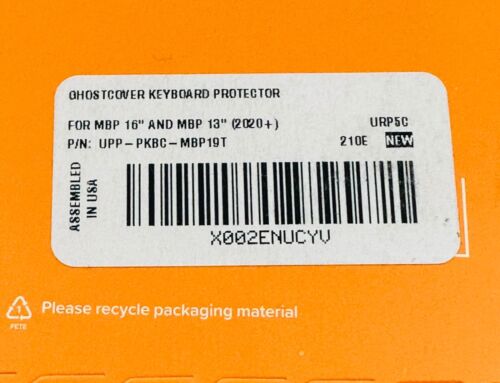 GHOSTCOVER KEYBOARD PROTECTOR
FOR MBP 16" AND MBP 13" (2020+) URP5C
P/N: UPP-PKBC-MBP19T 210E NEW
ASSEMBLED
IN USA
X002ENUCYV
1
PETE
Please recycle packaging material